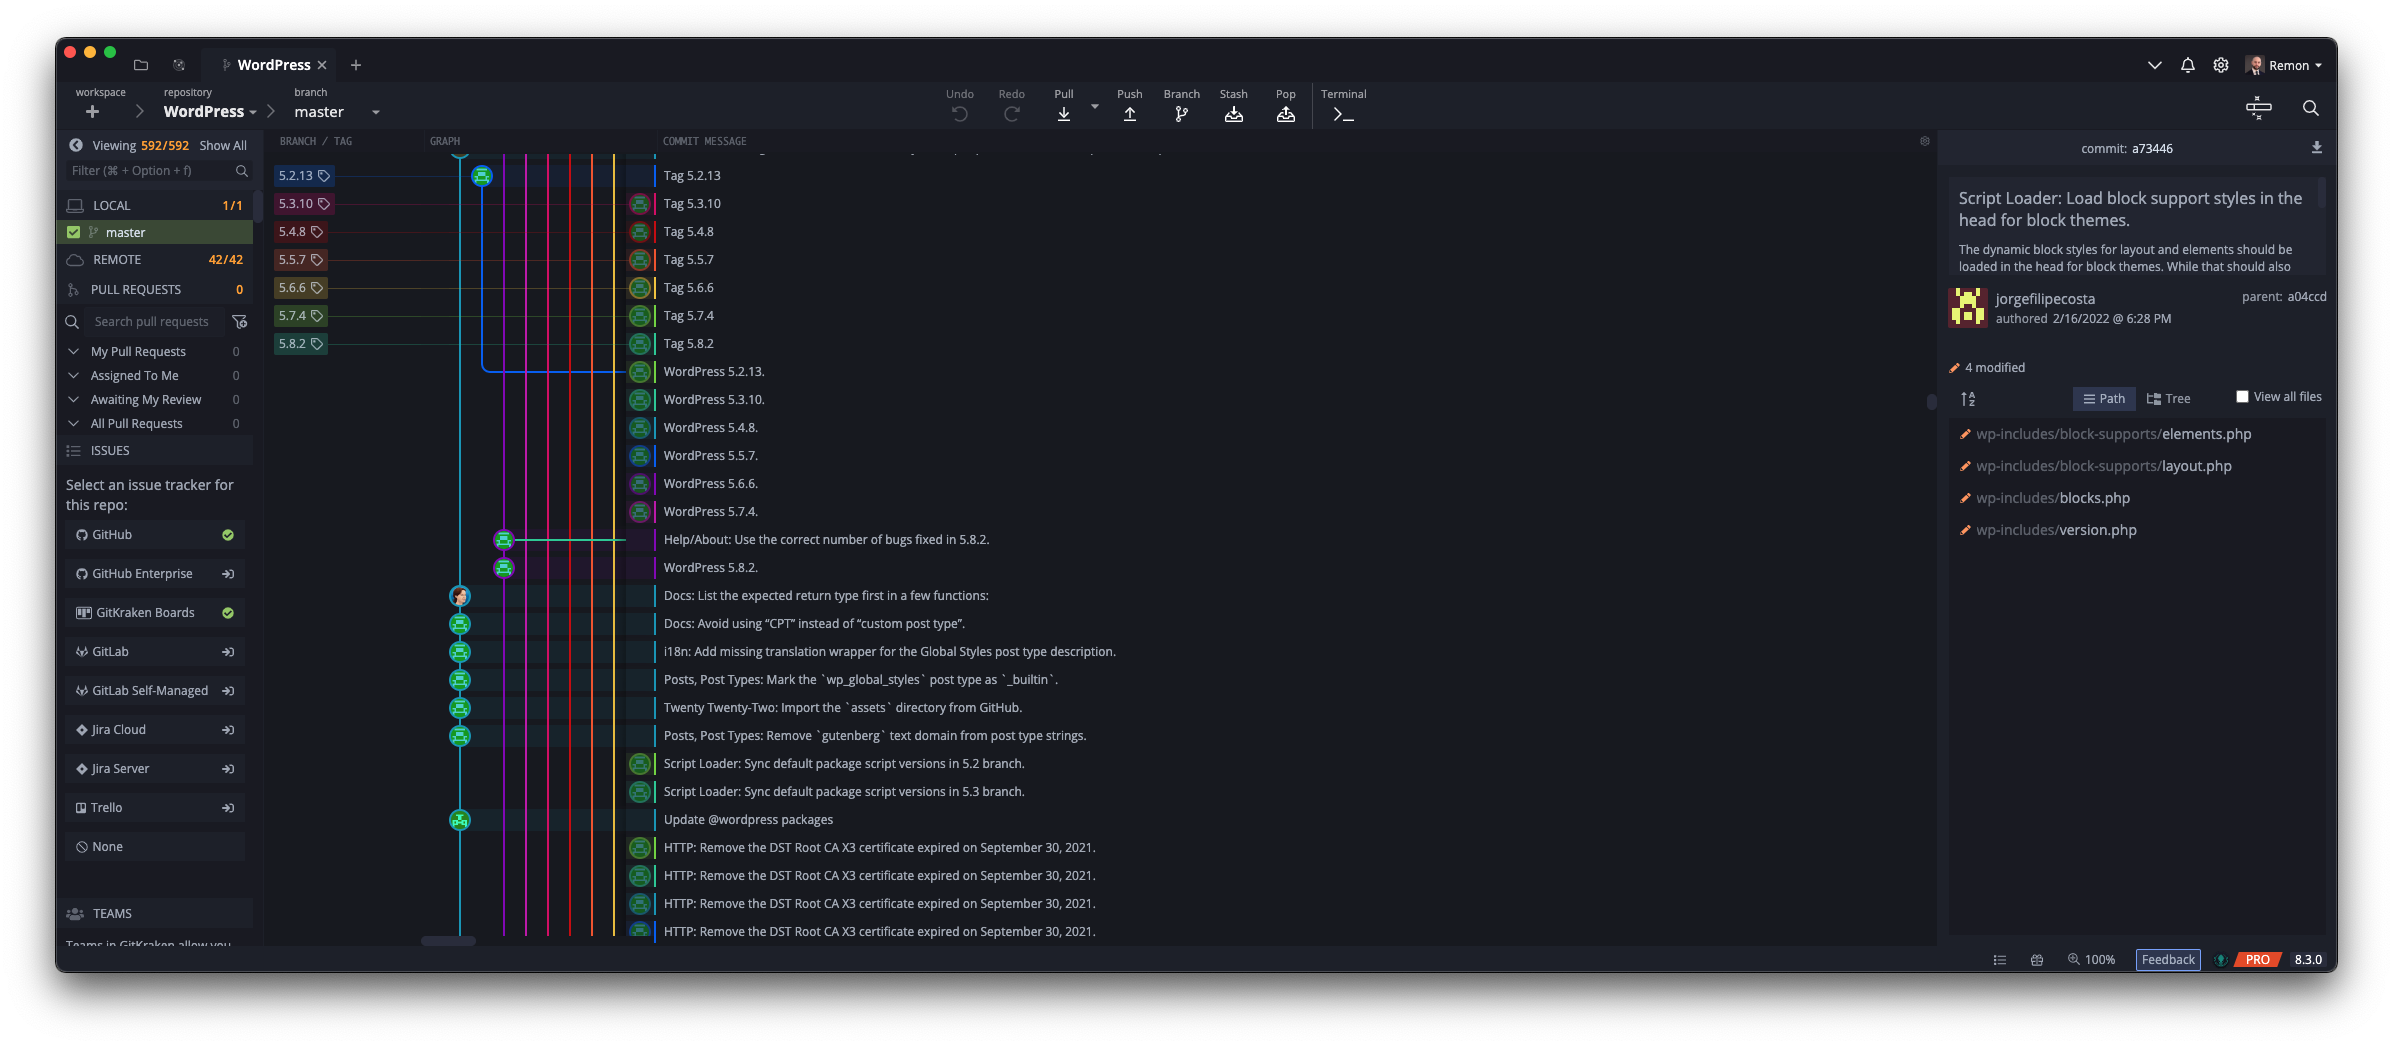 WordPress
Remon
workspace
repository
WordPress
branch
master
Undo
Redo
Pull
Push
Branch
Stash
Pop
Terminal
Viewing 592/592 Show All
Filter (⌘ + Option + f)
LOCAL 1/1
master
REMOTE 42/42
PULL REQUESTS 0
Search pull requests
My Pull Requests 0
Assigned To Me 0
Awaiting My Review 0
All Pull Requests 0
ISSUES
Select an issue tracker for
this repo:
GitHub
GitHub Enterprise
GitKraken Boards
GitLab
GitLab Self-Managed
Jira Cloud
Jira Server
Trello
None
TEAMS
Teams in GitKraken allow you
BRANCH / TAG GRAPH COMMIT MESSAGE
5.2.13 Tag 5.2.13
5.3.10 Tag 5.3.10
5.4.8 Tag 5.4.8
5.5.7 Tag 5.5.7
5.6.6 Tag 5.6.6
5.7.4 Tag 5.7.4
5.8.2 Tag 5.8.2
WordPress 5.2.13.
WordPress 5.3.10.
WordPress 5.4.8.
WordPress 5.5.7.
WordPress 5.6.6.
WordPress 5.7.4.
Help/About: Use the correct number of bugs fixed in 5.8.2.
WordPress 5.8.2.
Docs: List the expected return type first in a few functions:
Docs: Avoid using “CPT” instead of “custom post type”.
i18n: Add missing translation wrapper for the Global Styles post type description.
Posts, Post Types: Mark the `wp_global_styles` post type as `_builtin`.
Twenty Twenty-Two: Import the `assets` directory from GitHub.
Posts, Post Types: Remove `gutenberg` text domain from post type strings.
Script Loader: Sync default package script versions in 5.2 branch.
Script Loader: Sync default package script versions in 5.3 branch.
Update @wordpress packages
HTTP: Remove the DST Root CA X3 certificate expired on September 30, 2021.
HTTP: Remove the DST Root CA X3 certificate expired on September 30, 2021.
HTTP: Remove the DST Root CA X3 certificate expired on September 30, 2021.
HTTP: Remove the DST Root CA X3 certificate expired on September 30, 2021.
commit: a73446
Script Loader: Load block support styles in the
head for block themes.
The dynamic block styles for layout and elements should be
loaded in the head for block themes. While that should also
jorgefilipecosta
parent: a04ccd
authored 2/16/2022 @ 6:28 PM
4 modified
Path
Tree
View all files
wp-includes/block-supports/elements.php
wp-includes/block-supports/layout.php
wp-includes/blocks.php
wp-includes/version.php
100%
Feedback
PRO
8.3.0